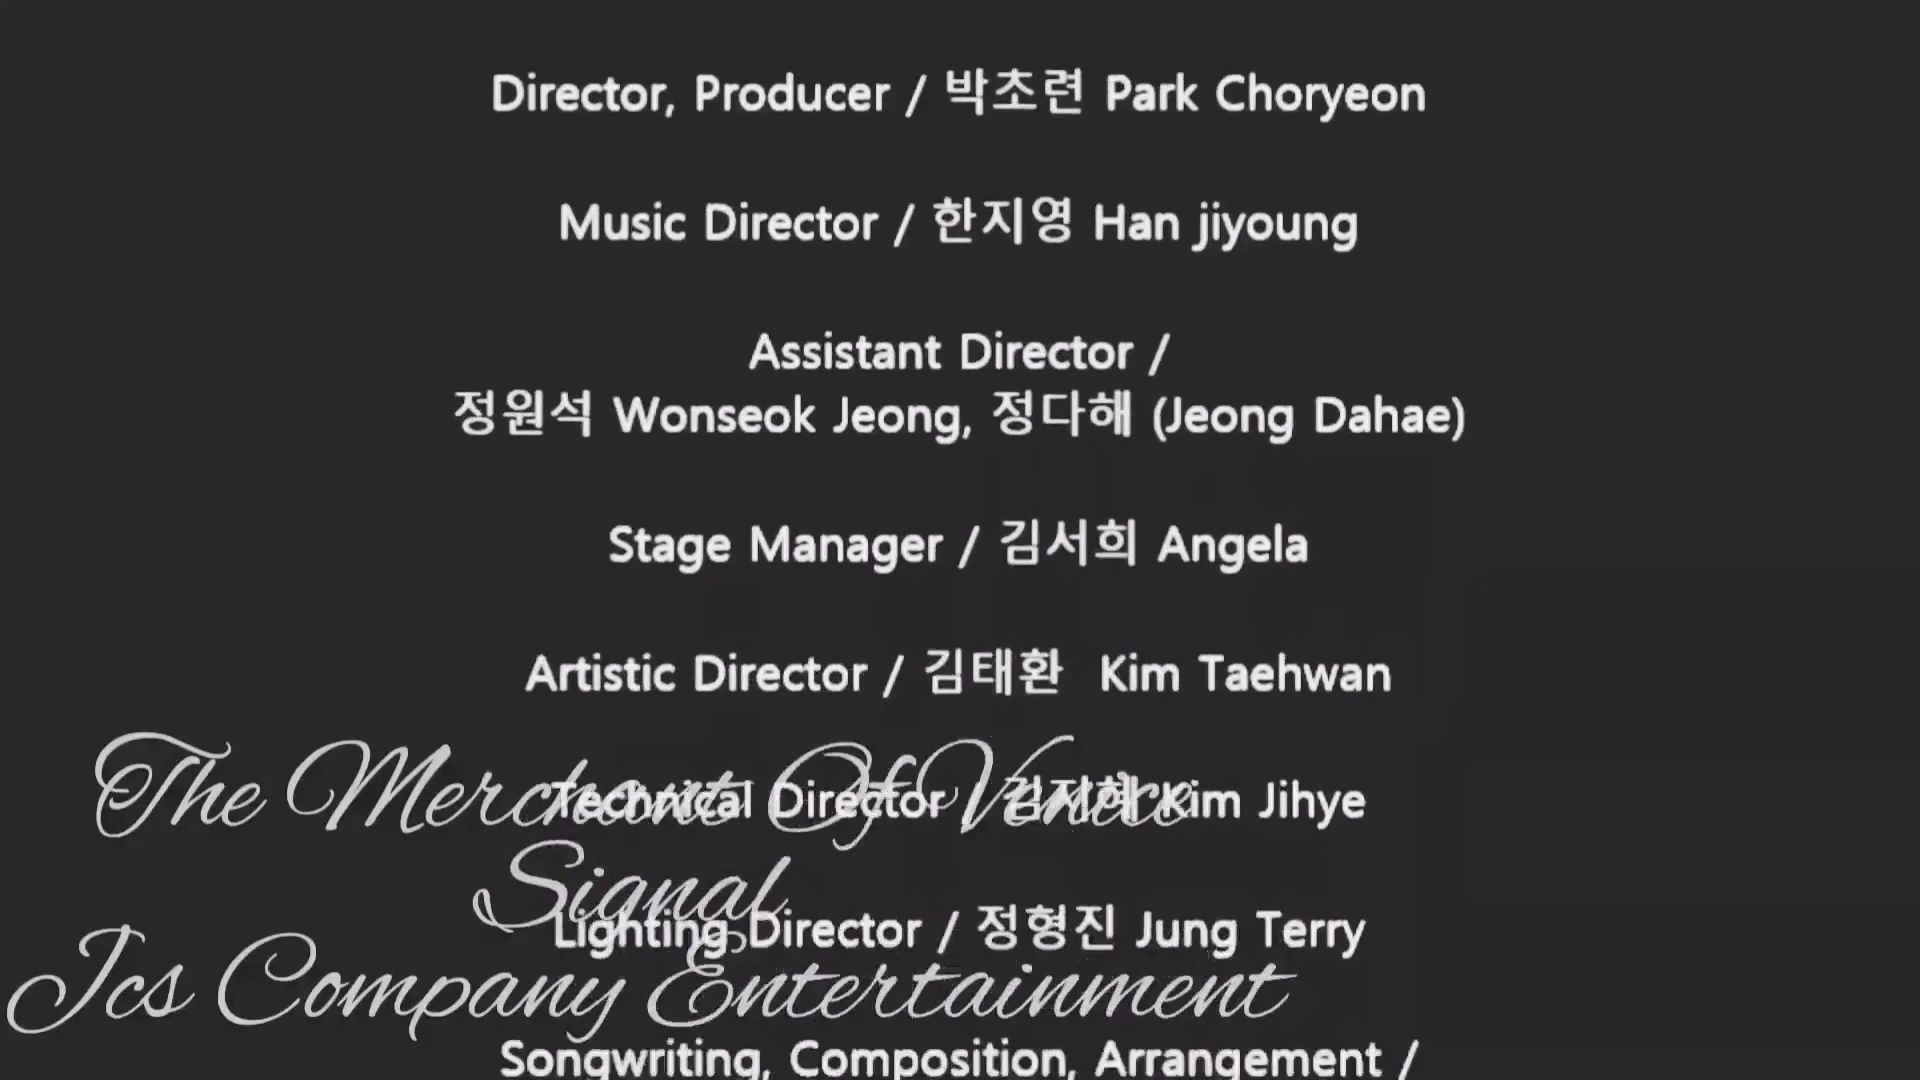 Director, Producer / 박초련 Park Choryeon
Music Director / 한지영 Han jiyoung
Assistant Director /
정원석 Wonseok Jeong, 정다해 (Jeong Dahae)
Stage Manager / 김서희 Angela
Artistic Director / 김태환 Kim Taehwan
Technical Director / 김지혜 Kim Jihye
The Merchant Of Venice
Signal
Lighting Director / 정형진 Jung Terry
Jcs Company Entertainment
Songwriting, Composition, Arrangement /